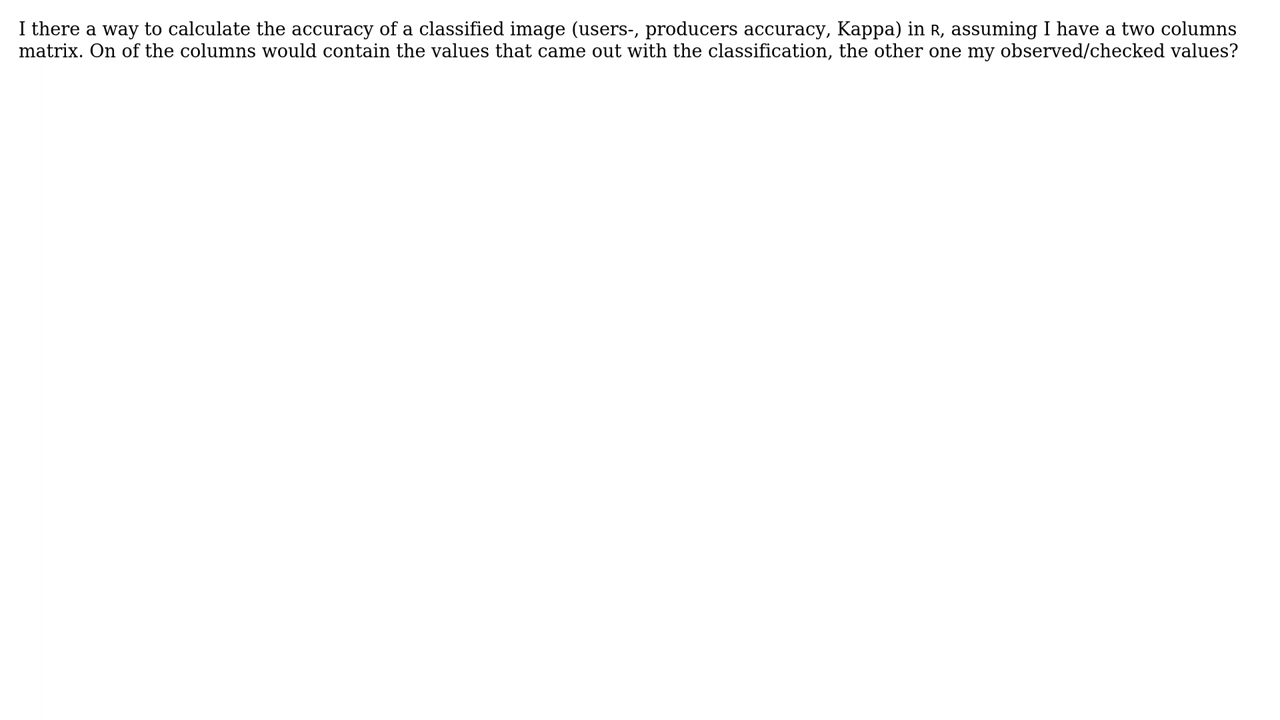 I there a way to calculate the accuracy of a classified image (users-, producers accuracy, Kappa) in R, assuming I have a two columns
matrix. On of the columns would contain the values that came out with the classification, the other one my observed/checked values?